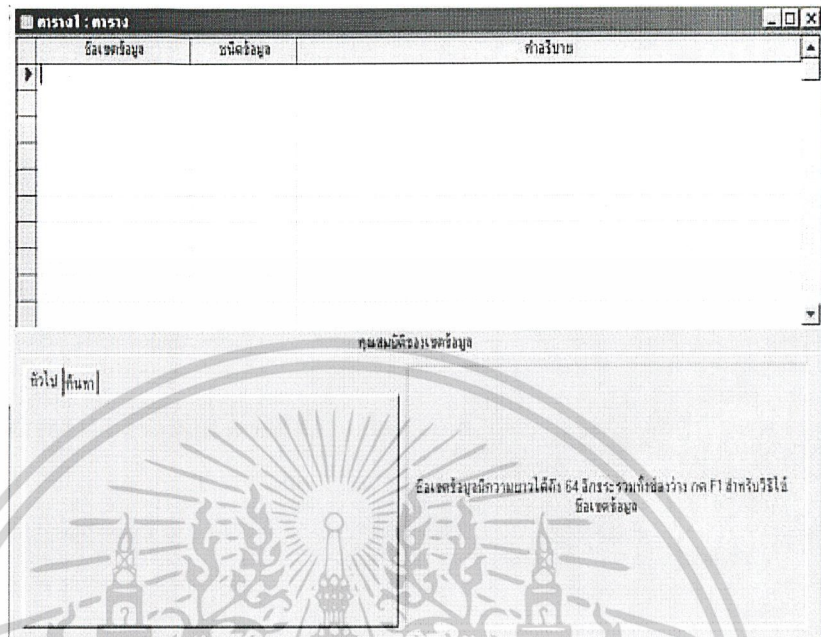 ตาราง1 : ตาราง
ชื่อเขตข้อมูล ชนิดข้อมูล คำอธิบาย
คุณสมบัติของเขตข้อมูล
ทั่วไป ค้นหา
ชื่อเขตข้อมูลมีความยาวได้ถึง 64 อักขระรวมทั้งช่องว่าง กด F1 สำหรับวิธีใช้
ชื่อเขตข้อมูล